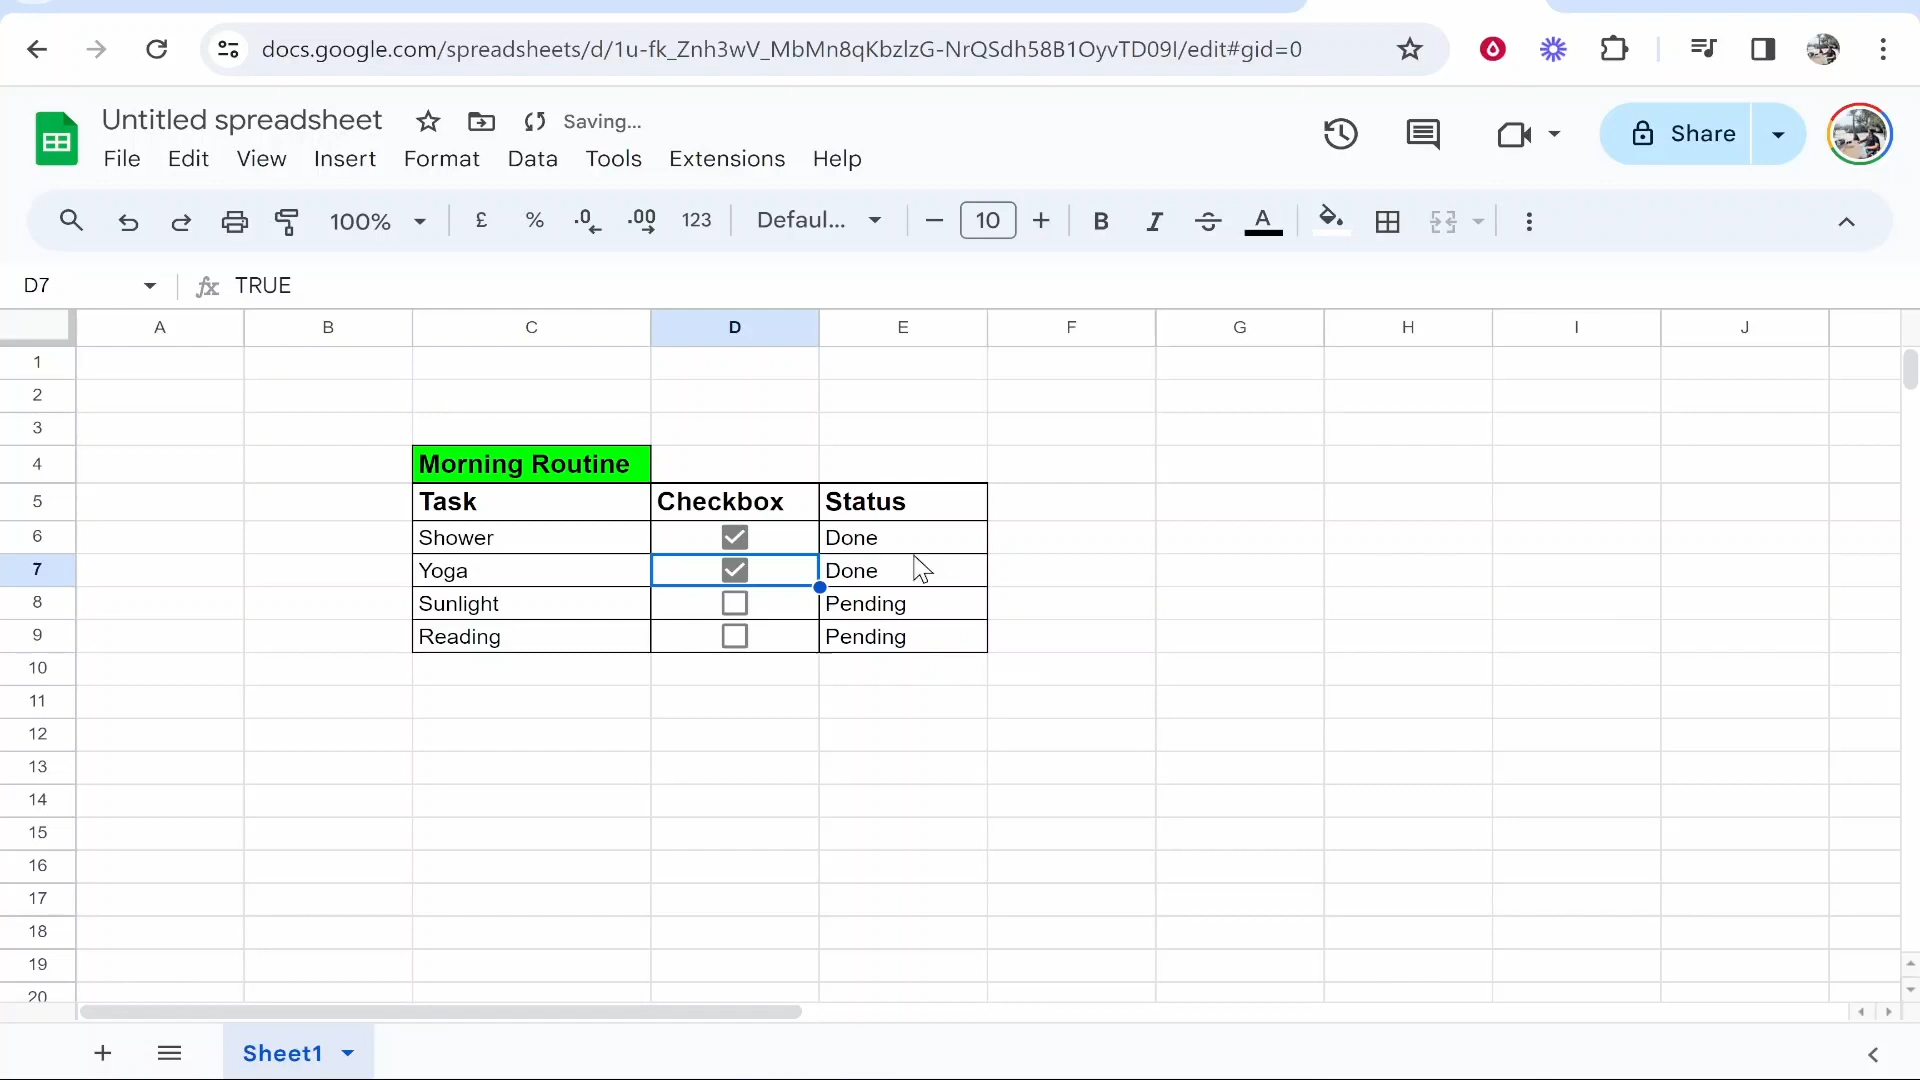 docs.google.com/spreadsheets/d/1u-fk_Znh3wV_MbMn8qKbzlzG-NrQSdh58B1OyvTD09I/edit#gid=0
Untitled spreadsheet Saving...
File Edit View Insert Format Data Tools Extensions Help
Share
100% £ % .0 .00 123 Defaul... 10 B I A
D7 fx TRUE
A B C D E F G H I J
1
2
3
4 Morning Routine
5 Task Checkbox Status
6 Shower Done
7 Yoga Done
8 Sunlight Pending
9 Reading Pending
10
11
12
13
14
15
16
17
18
19
20
Sheet1